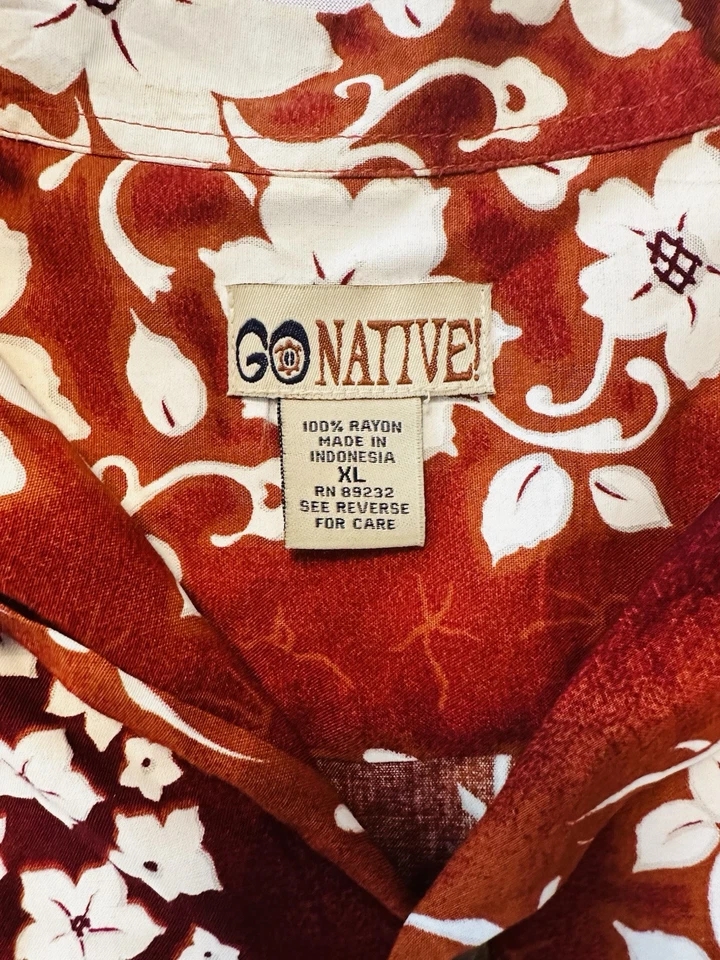 GO NATIVE!
100% RAYON
MADE IN
INDONESIA
XL
RN 89232
SEE REVERSE
FOR CARE